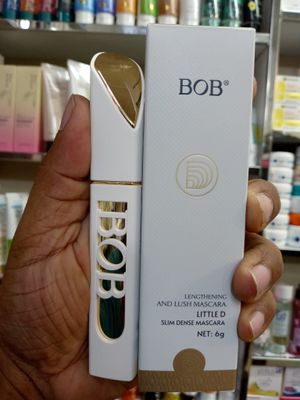 BOB
BOB®
LENGTHENING
AND LUSH MASCARA
LITTLE D
SLIM DENSE MASCARA
NET: 6g